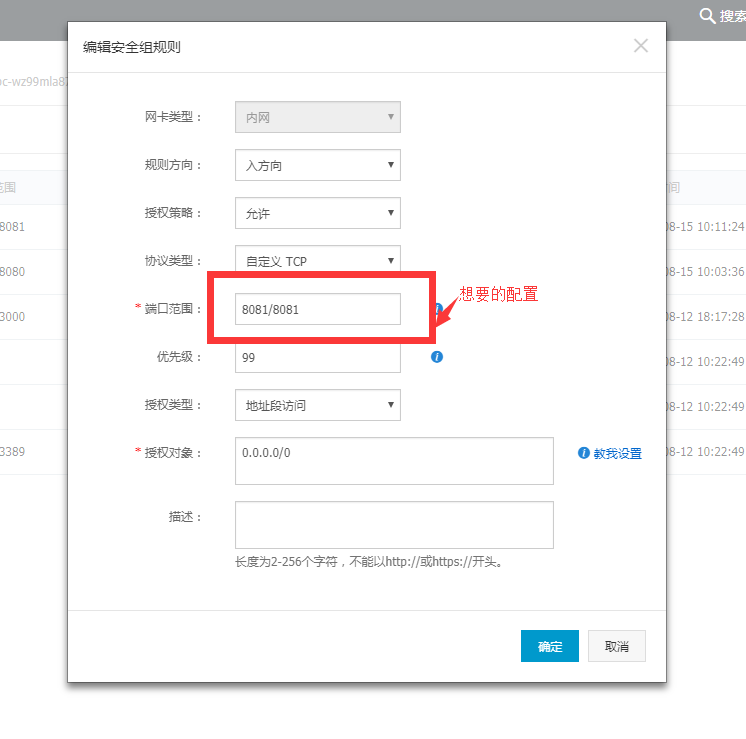 搜索
编辑安全组规则
oc-wz99mla87
网卡类型： 内网
规则方向： 入方向
授权策略： 允许
协议类型： 自定义 TCP
* 端口范围： 8081/8081
想要的配置
优先级： 99
授权类型： 地址段访问
* 授权对象： 0.0.0.0/0
教我设置
描述：
长度为2-256个字符，不能以http://或https://开头。
确定 取消
范围
8081
8080
3000
3389
间
08-15 10:11:24
08-15 10:03:36
08-12 18:17:28
08-12 10:22:49
08-12 10:22:49
08-12 10:22:49